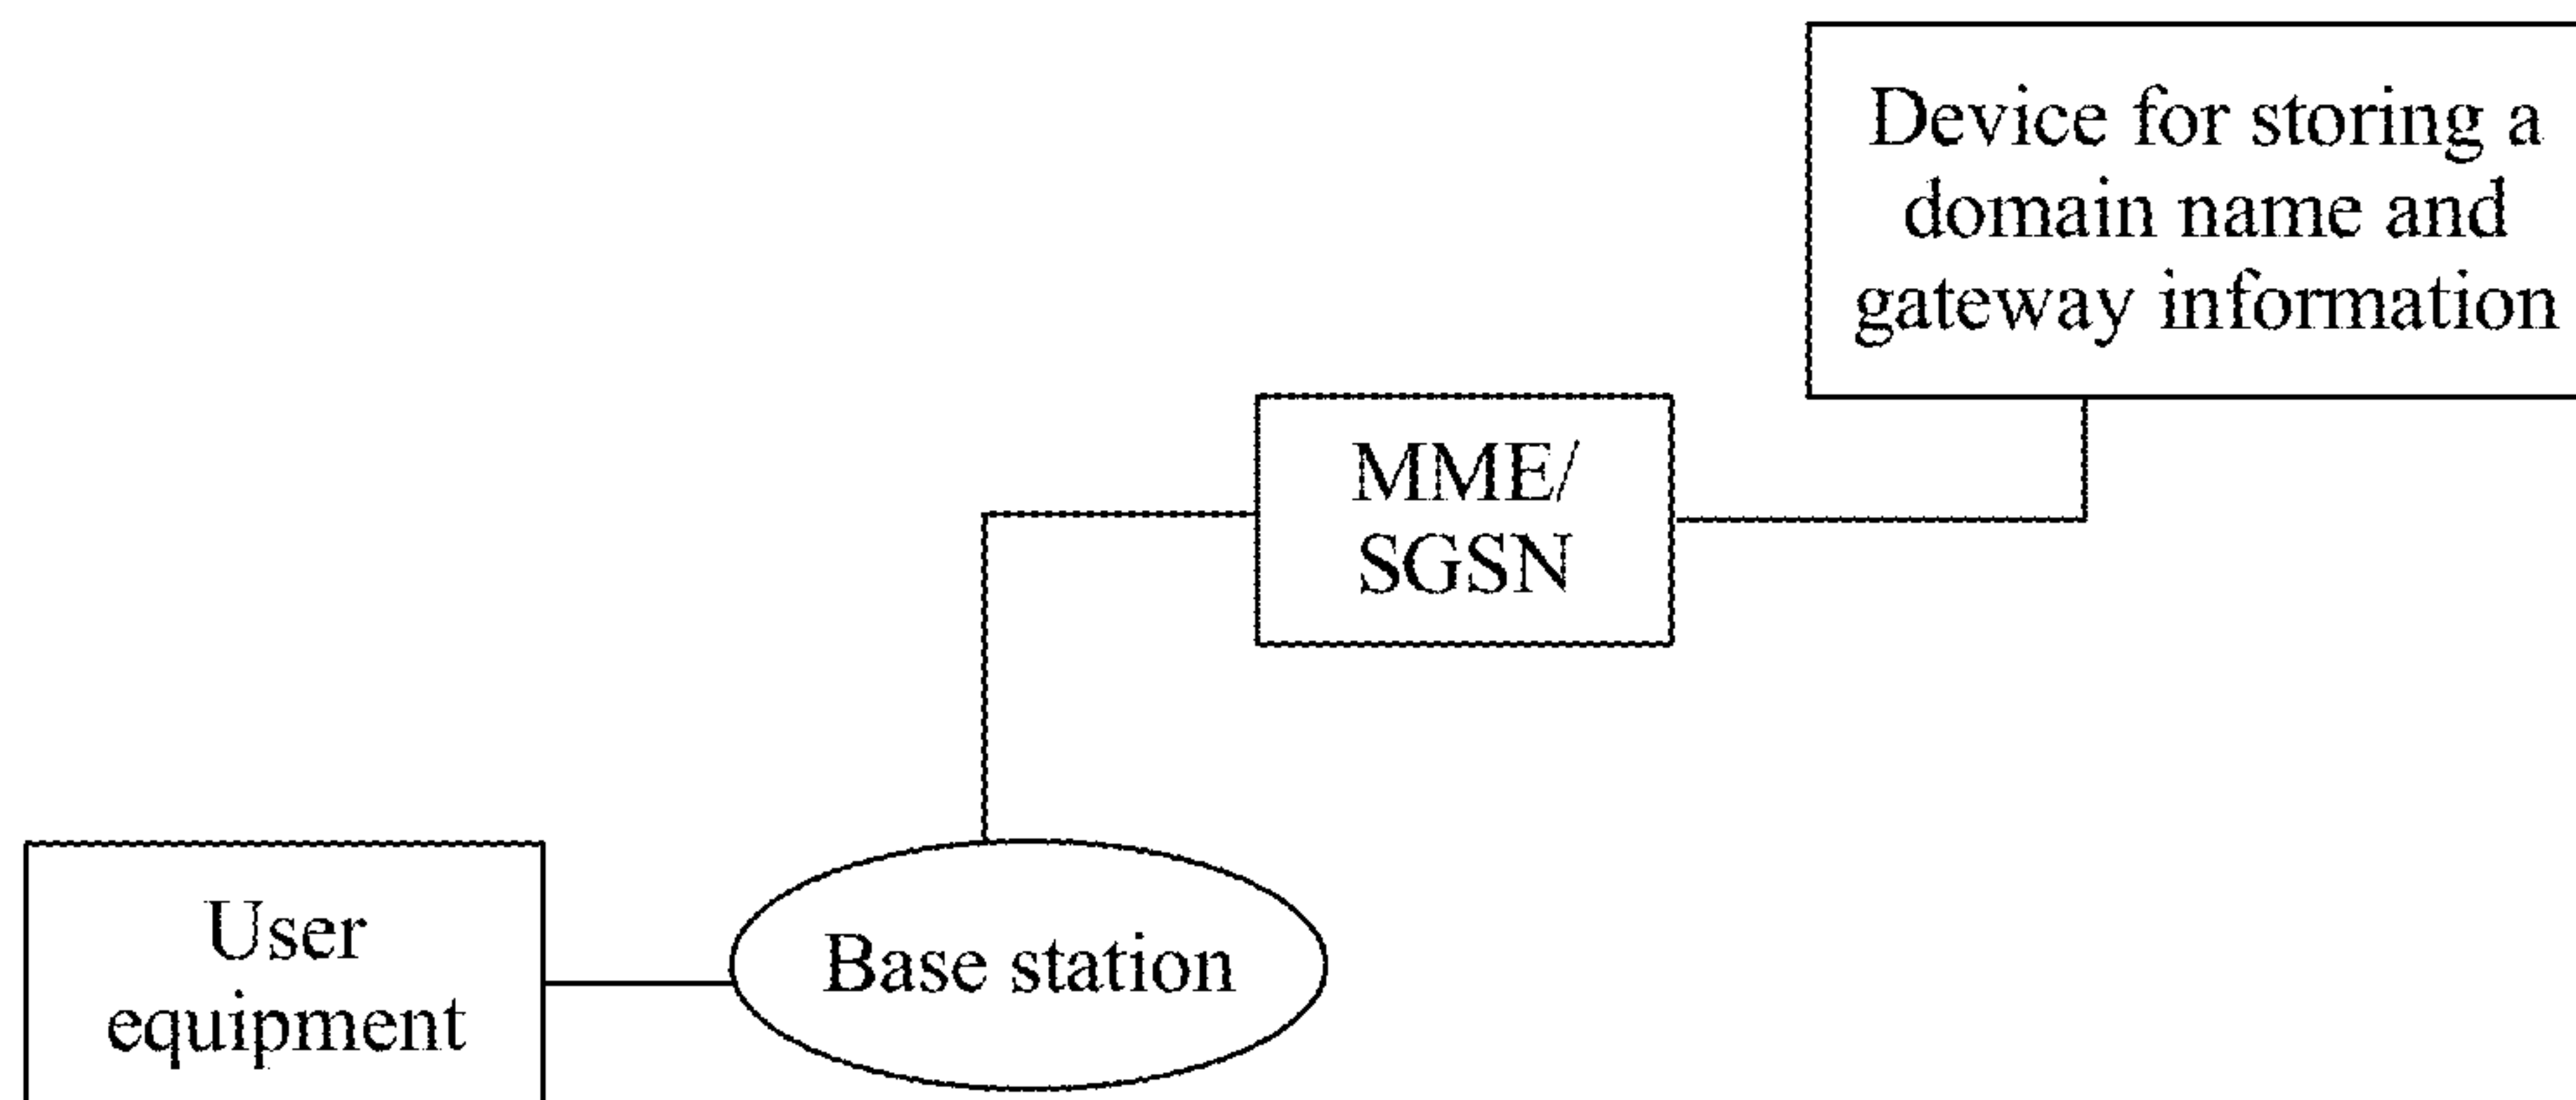 Device for storing a
domain name and
gateway information
MME/
SGSN
User
equipment
Base station